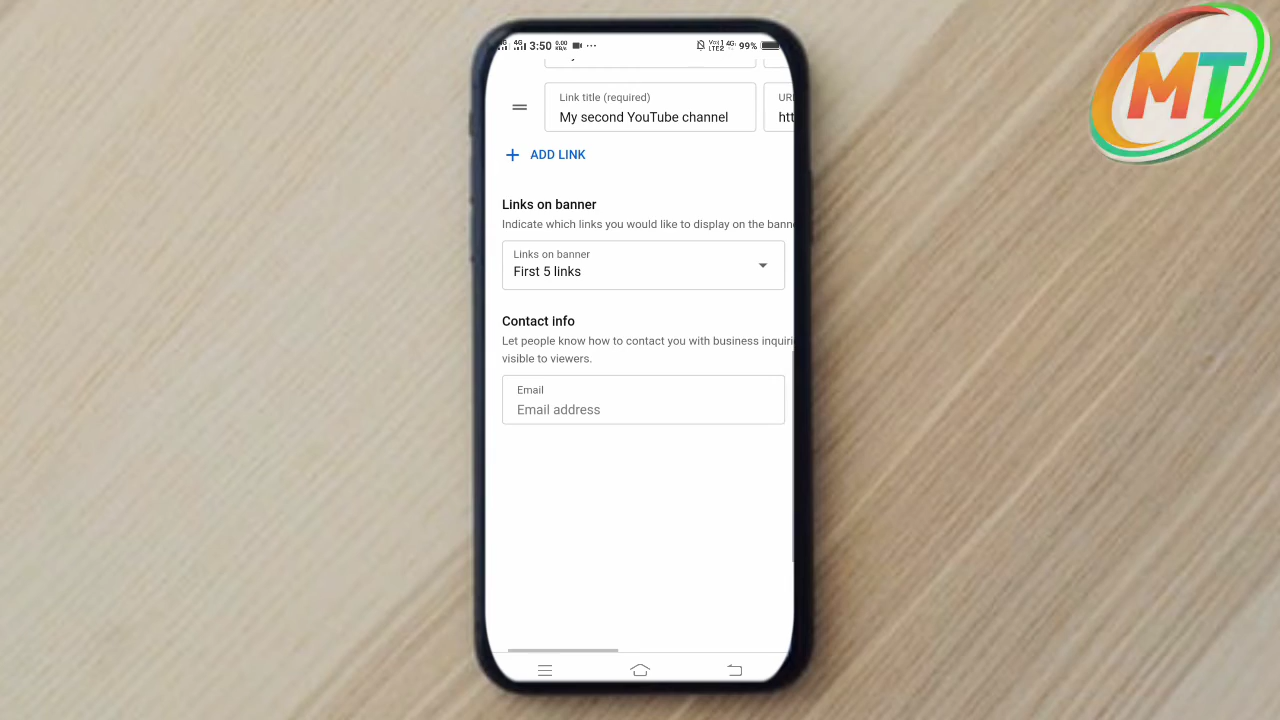 3:50
99%
Link title (required)
My second YouTube channel
htt
+ ADD LINK
Links on banner
Indicate which links you would like to display on the bann
Links on banner
First 5 links
Contact info
Let people know how to contact you with business inquiri
visible to viewers.
Email
Email address
MT